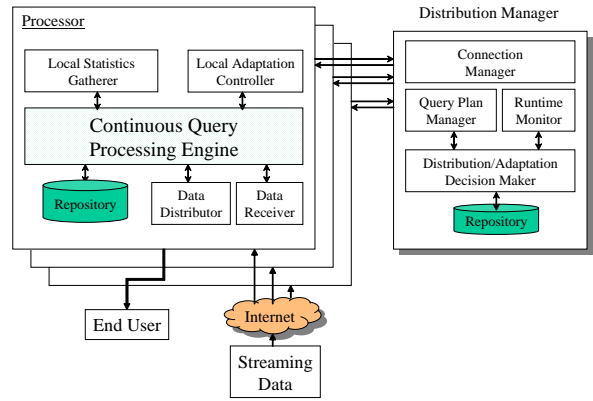 Processor
Distribution Manager
Local Statistics
Gatherer
Local Adaptation
Controller
Continuous Query
Processing Engine
Repository
Data
Distributor
Data
Receiver
Connection
Manager
Query Plan
Manager
Runtime
Monitor
Distribution/Adaptation
Decision Maker
Repository
End User
Internet
Streaming
Data